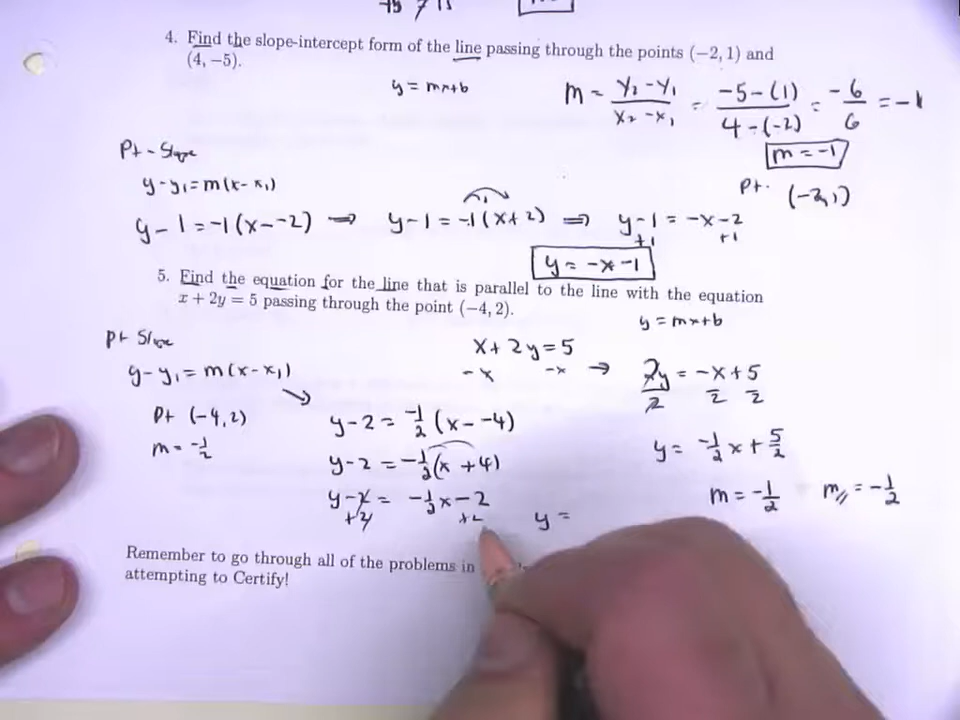 4. Find the slope-intercept form of the line passing through the points (−2, 1) and
(4, −5).
y = mx+b
m = y₂ − y₁ / x₂ − x₁ = −5 − (1) / 4 − (−2) = −6 / 6 = −1
m = −1
Pt − Slope
y − y₁ = m(x − x₁)
Pt. (−2, 1)
y − 1 = −1(x − −2) ⇒ y − 1 = −1(x + 2) ⇒ y − 1 = −x − 2
+1 +1
y = −x − 1
5. Find the equation for the line that is parallel to the line with the equation
x + 2y = 5 passing through the point (−4, 2).
y = mx+b
Pt Slope
x + 2y = 5
−x −x →
2y = −x + 5
2 2 2
y − y₁ = m(x − x₁)
Pt (−4, 2)
m = −1/2
y − 2 = −1/2 (x − −4)
y − 2 = −1/2 (x + 4)
y − 2 = −1/2 x − 2
+2 +2
y =
y = −1/2 x + 5/2
m = −1/2 m// = −1/2
Remember to go through all of the problems in
attempting to Certify!